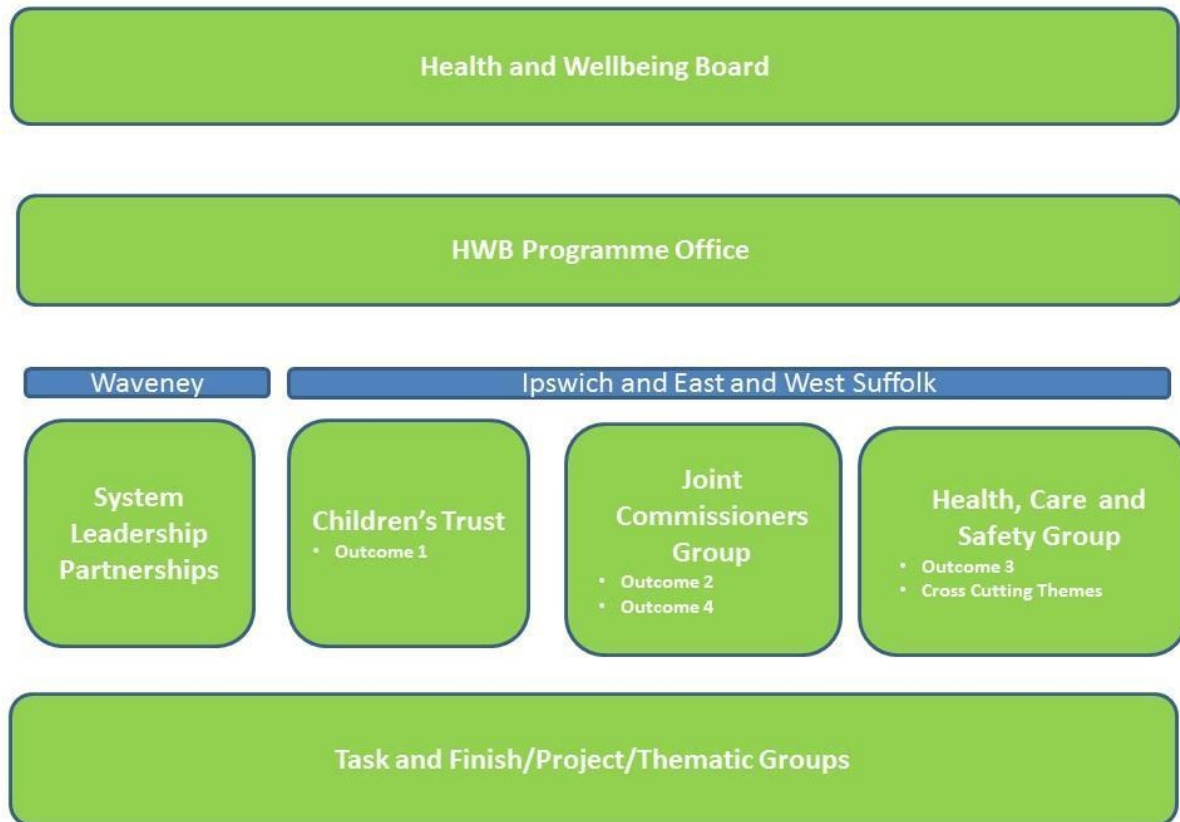 Health and Wellbeing Board
HWB Programme Office
Waveney
Ipswich and East and West Suffolk
System
Leadership
Partnerships
Children’s Trust
• Outcome 1
Joint
Commissioners
Group
• Outcome 2
• Outcome 4
Health, Care and
Safety Group
• Outcome 3
• Cross Cutting Themes
Task and Finish/Project/Thematic Groups